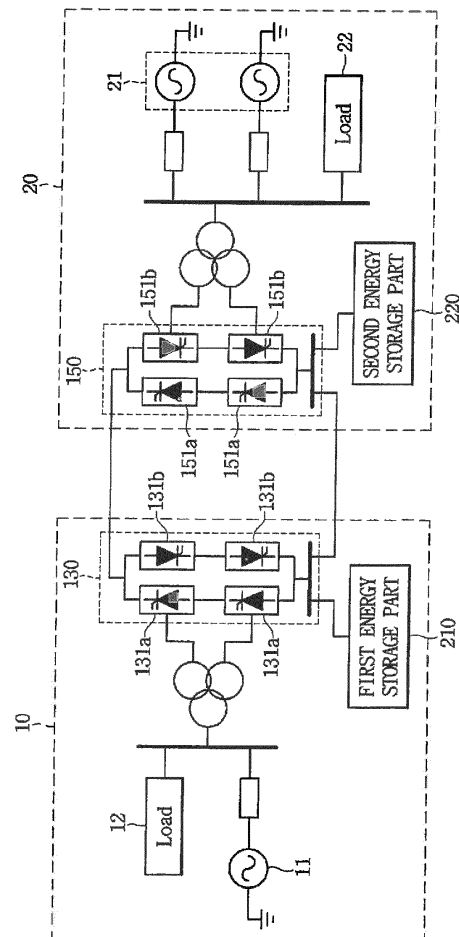 10
20
12
Load
11
130
131a
131a
131b
131b
FIRST ENERGY
STORAGE PART
210
150
151a
151a
151b
151b
21
22
Load
SECOND ENERGY
STORAGE PART
220